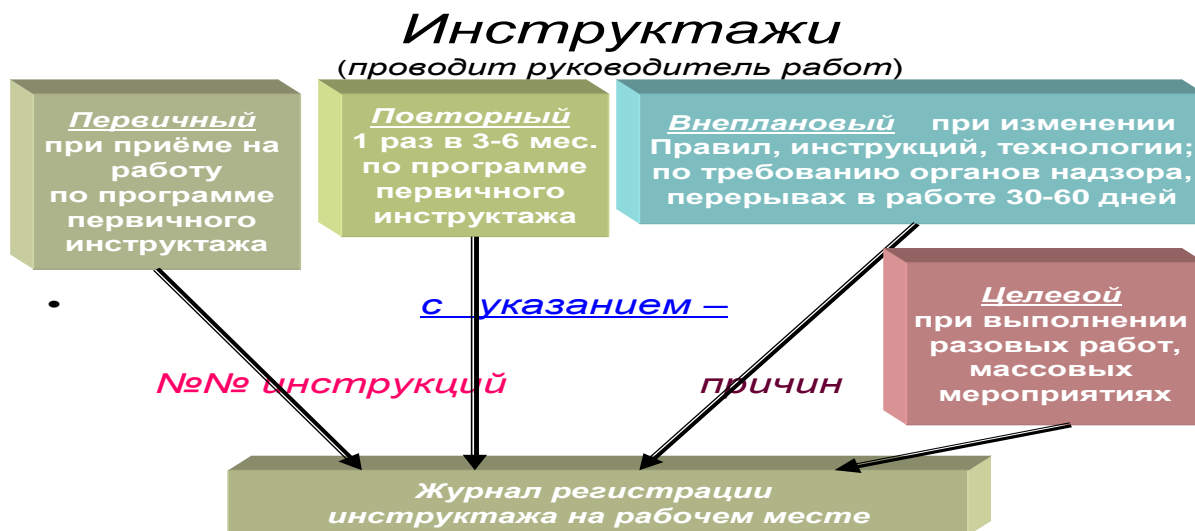 Инструктажи
(проводит руководитель работ)
Первичный
при приёме на
работу
по программе
первичного
инструктажа
Повторный
1 раз в 3-6 мес.
по программе
первичного
инструктажа
Внеплановый при изменении
Правил, инструкций, технологии;
по требованию органов надзора,
перерывах в работе 30-60 дней
Целевой
при выполнении
разовых работ,
массовых
мероприятиях
• с указанием –
№№ инструкций причин
Журнал регистрации
инструктажа на рабочем месте